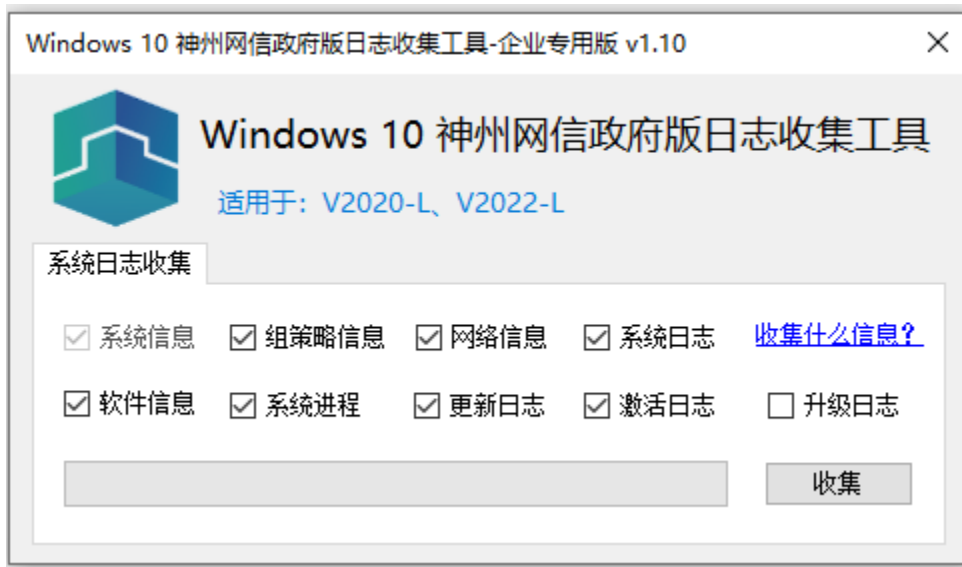 Windows 10 神州网信政府版日志收集工具-企业专用版 v1.10
Windows 10 神州网信政府版日志收集工具
适用于：V2020-L、V2022-L
系统日志收集
系统信息 组策略信息 网络信息 系统日志 收集什么信息？
软件信息 系统进程 更新日志 激活日志 升级日志
收集